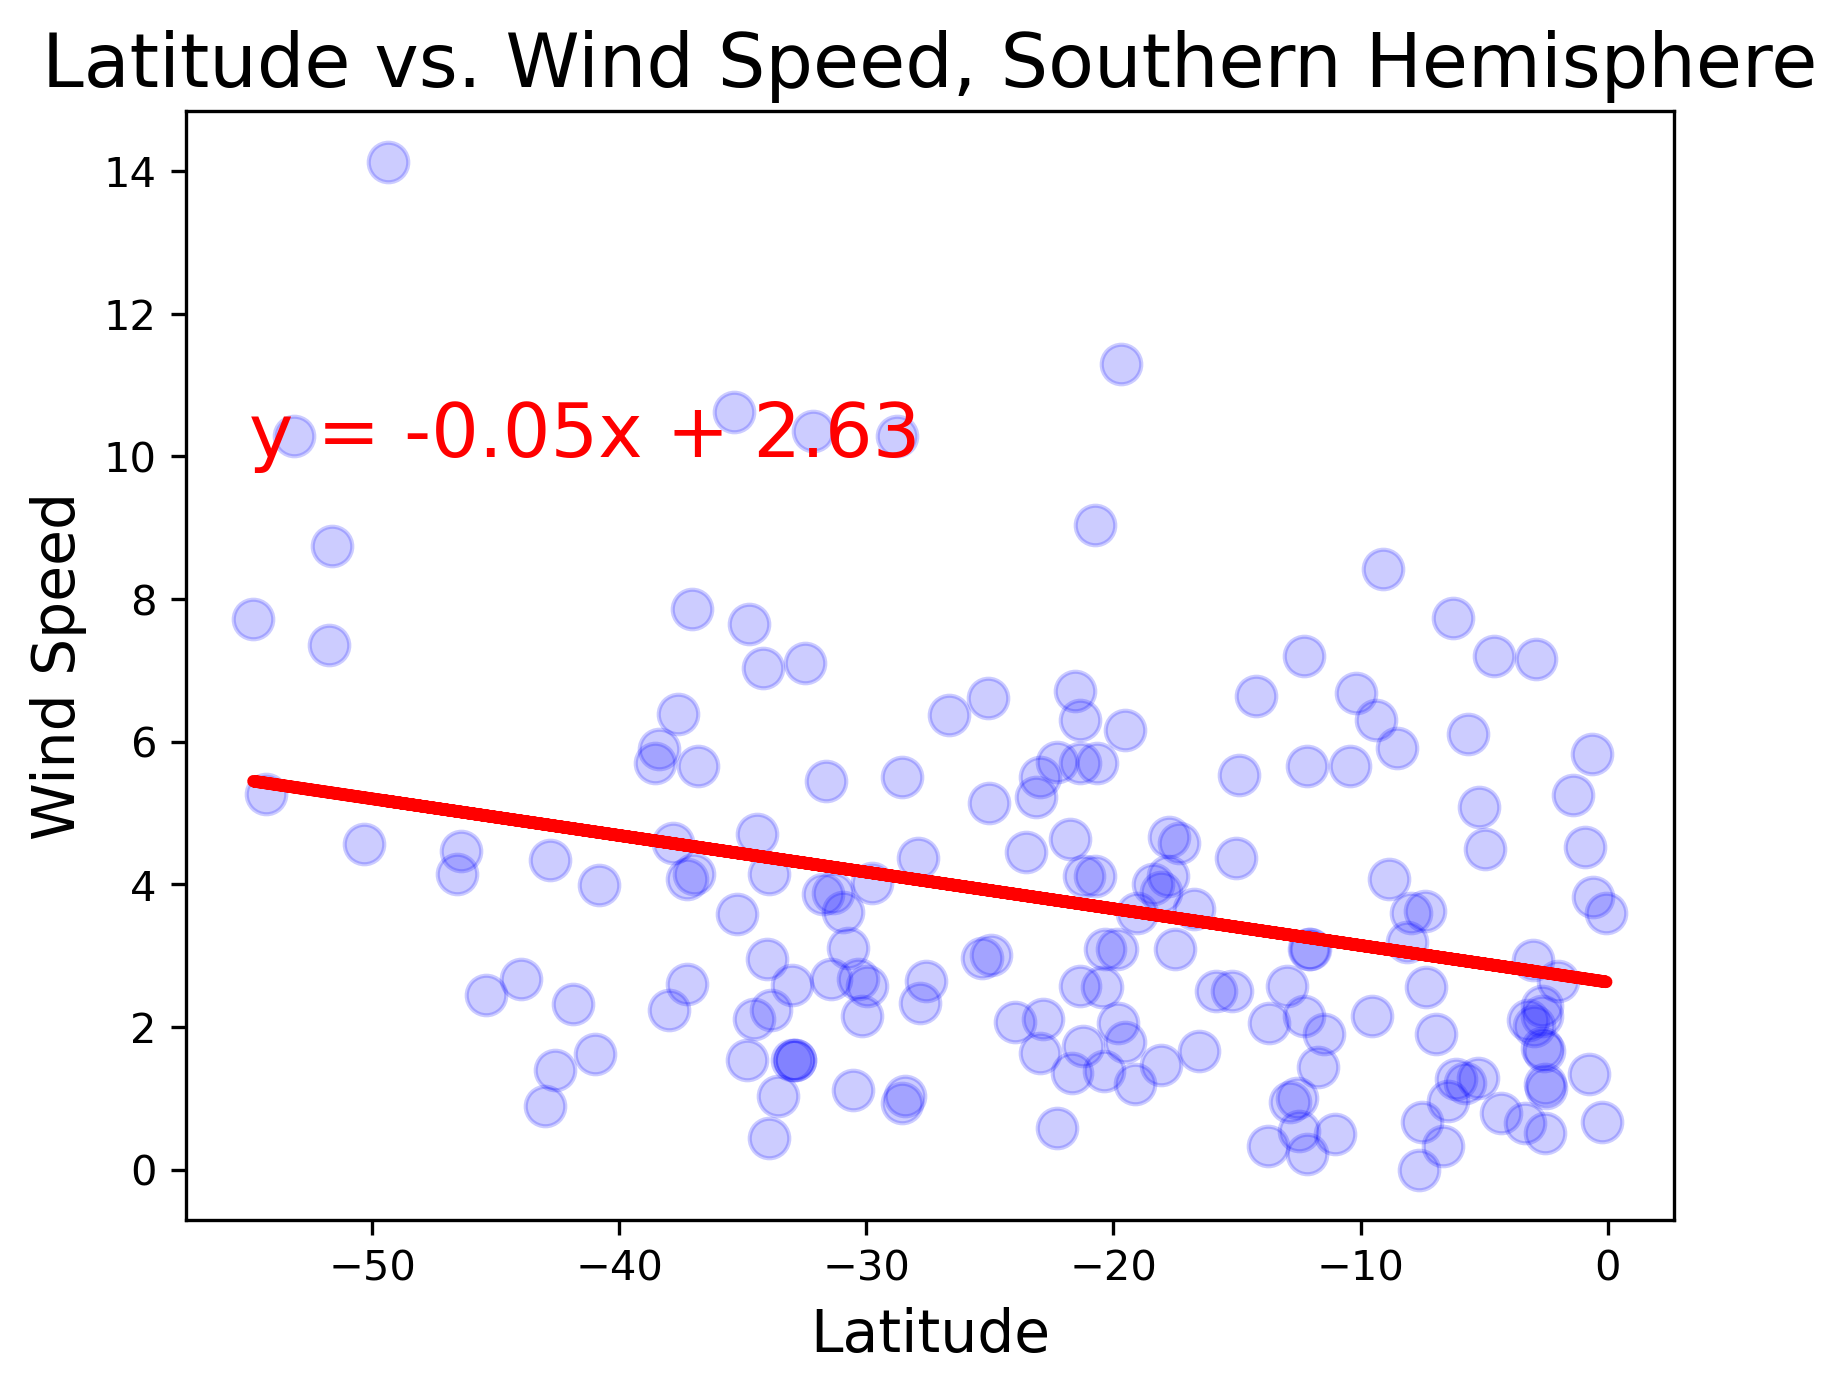 Latitude vs. Wind Speed, Southern Hemisphere
14
12
10
8
6
4
2
0
y = -0.05x + 2.63
Wind Speed
−50 −40 −30 −20 −10 0
Latitude